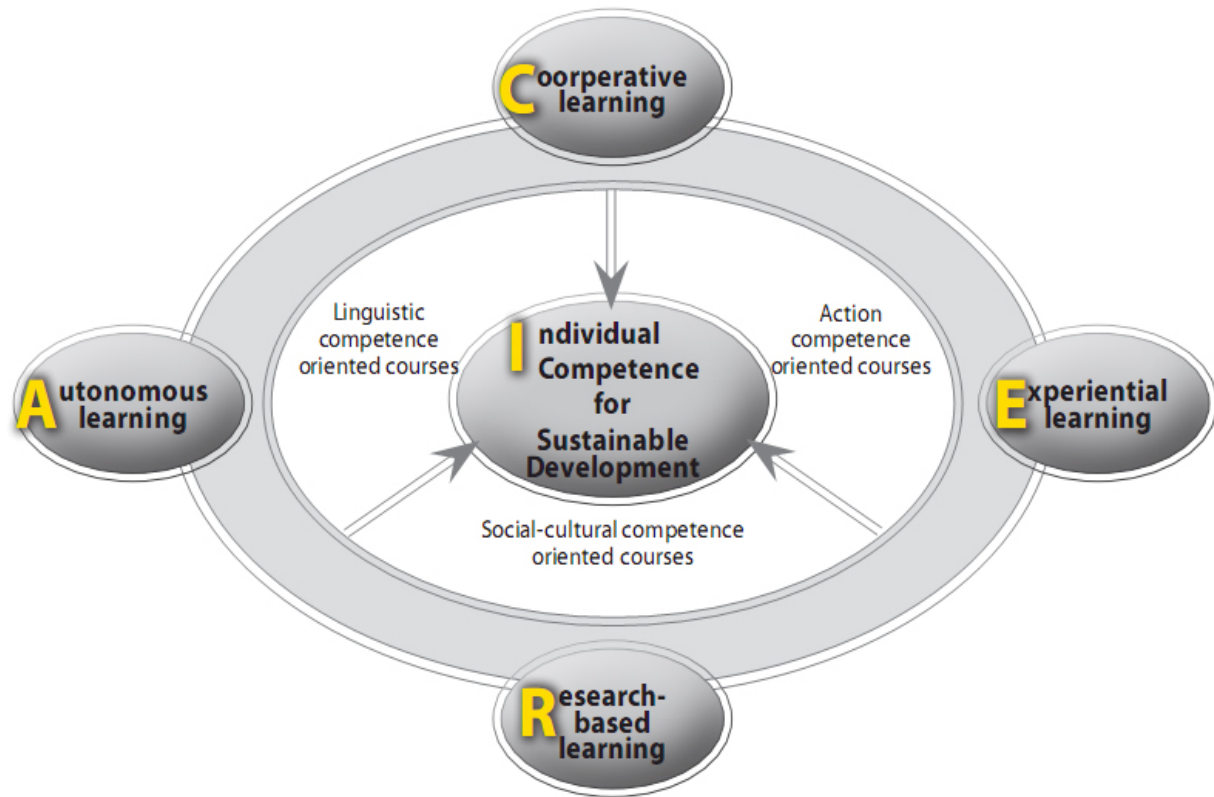 Coorperative
learning
Linguistic
competence
oriented courses
Action
competence
oriented courses
Individual
Competence
for
Sustainable
Development
Autonomous
learning
Experiential
learning
Social-cultural competence
oriented courses
Research-
based
learning